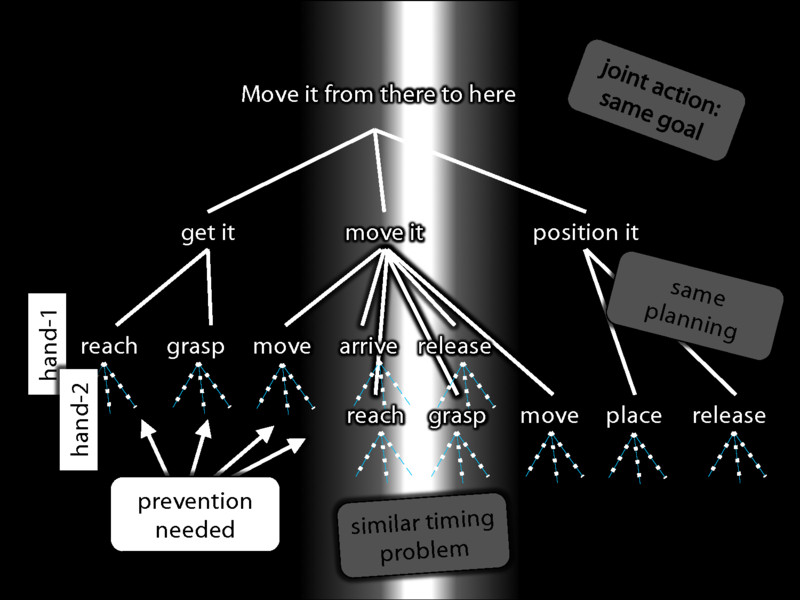 joint action:
same goal
Move it from there to here
get it
move it
position it
same
planning
hand-1
reach
grasp
move
arrive
release
hand-2
reach
grasp
move
place
release
prevention
needed
similar timing
problem